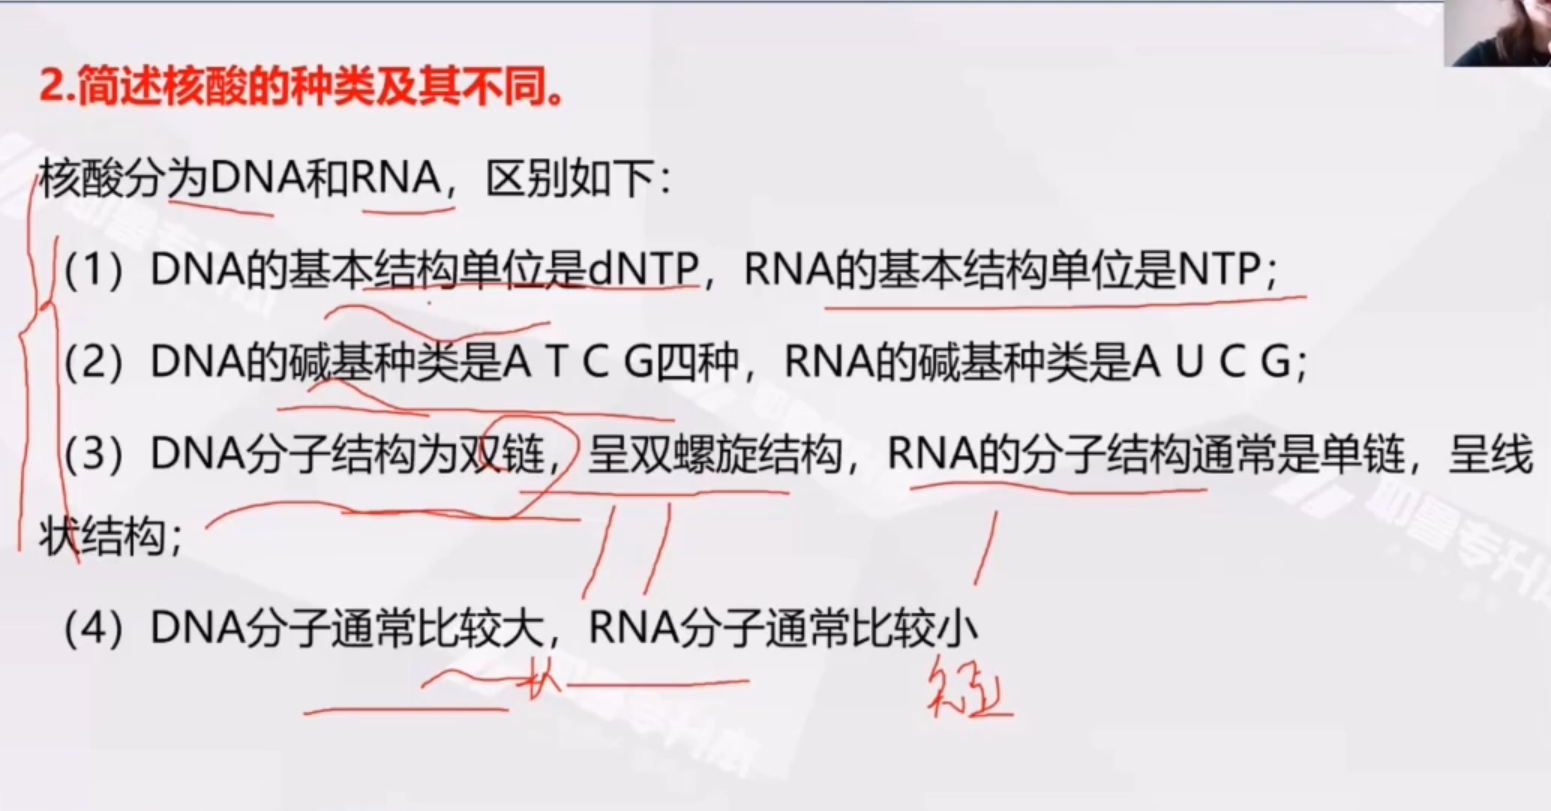 2.简述核酸的种类及其不同。
核酸分为DNA和RNA，区别如下：
（1）DNA的基本结构单位是dNTP，RNA的基本结构单位是NTP；
（2）DNA的碱基种类是A T C G四种，RNA的碱基种类是A U C G；
（3）DNA分子结构为双链，呈双螺旋结构，RNA的分子结构通常是单链，呈线
状结构；
（4）DNA分子通常比较大，RNA分子通常比较小
长
短